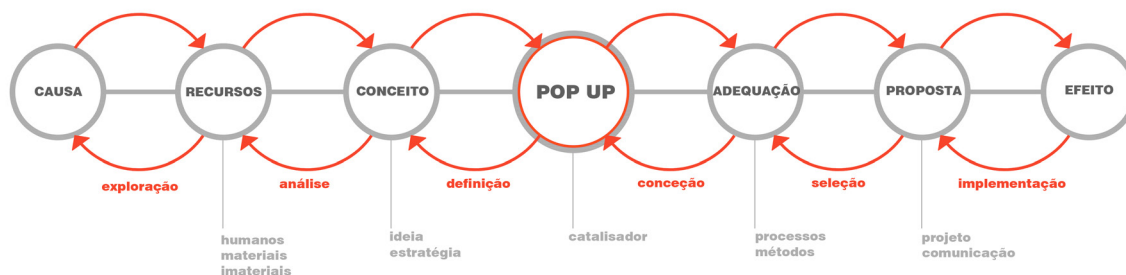 CAUSA
RECURSOS
CONCEITO
POP UP
ADEQUAÇÃO
PROPOSTA
EFEITO
exploração
análise
definição
conceção
seleção
implementação
humanos
materiais
imateriais
ideia
estratégia
catalisador
processos
métodos
projeto
comunicação